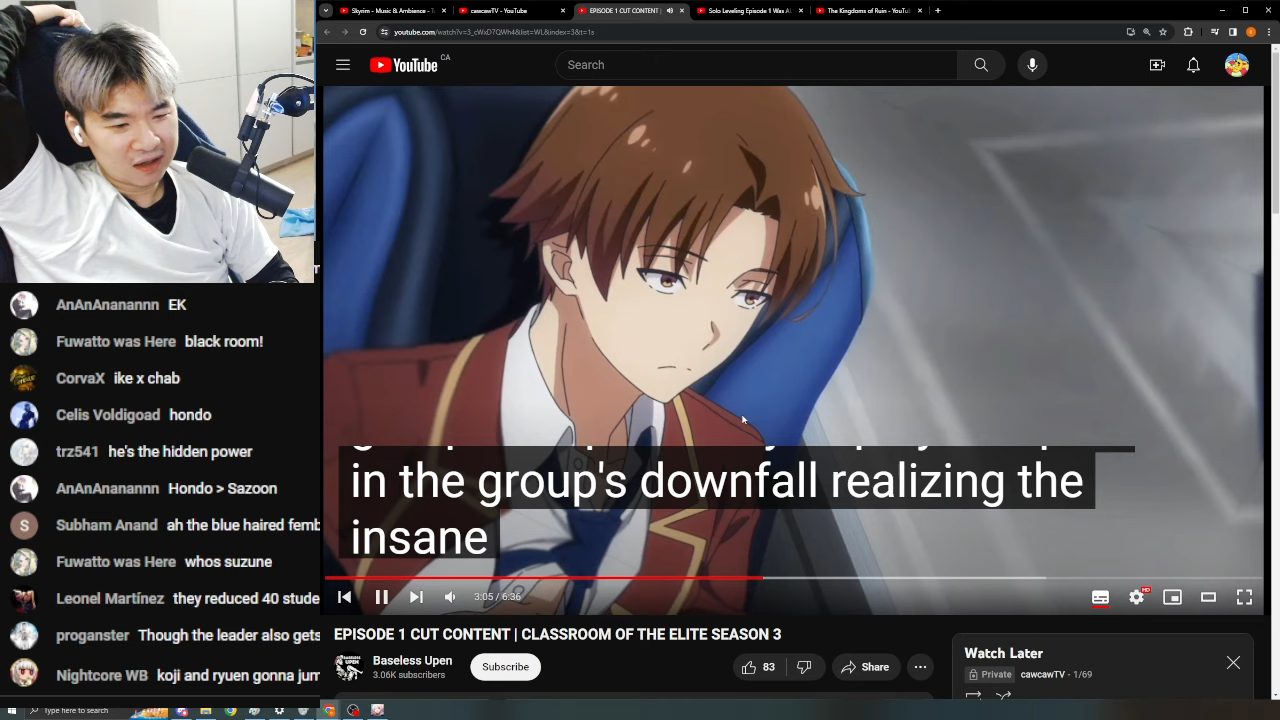 Skyrim - Music & Ambience - T
cawcawTV - YouTube
EPISODE 1 CUT CONTENT |
Solo Leveling Episode 1 Was A
The Kingdoms of Ruin - YouTu
youtube.com/watch?v=3_cWxD7QWh4&list=WL&index=3&t=1s
YouTube CA
Search
AnAnAnanannn EK
Fuwatto was Here black room!
CorvaX ike x chab
Celis Voldigoad hondo
trz541 he's the hidden power
AnAnAnanannn Hondo > Sazoon
S Subham Anand ah the blue haired femb
Fuwatto was Here whos suzune
Leonel Martínez they reduced 40 stude
proganster Though the leader also gets
Nightcore WB koji and ryuen gonna jum
in the group's downfall realizing the
insane
3:05 / 6:36
HD
EPISODE 1 CUT CONTENT | CLASSROOM OF THE ELITE SEASON 3
Baseless Upen
3.06K subscribers
Subscribe
83
Share
Watch Later
Private cawcawTV - 1/69
Type here to search